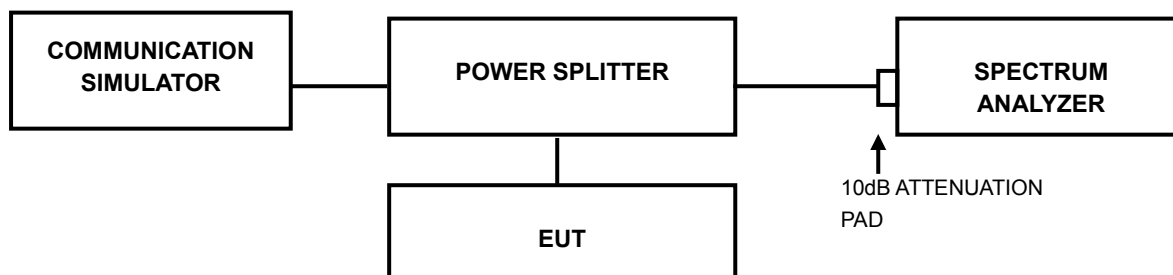 COMMUNICATION
SIMULATOR
POWER SPLITTER
SPECTRUM
ANALYZER
10dB ATTENUATION
PAD
EUT